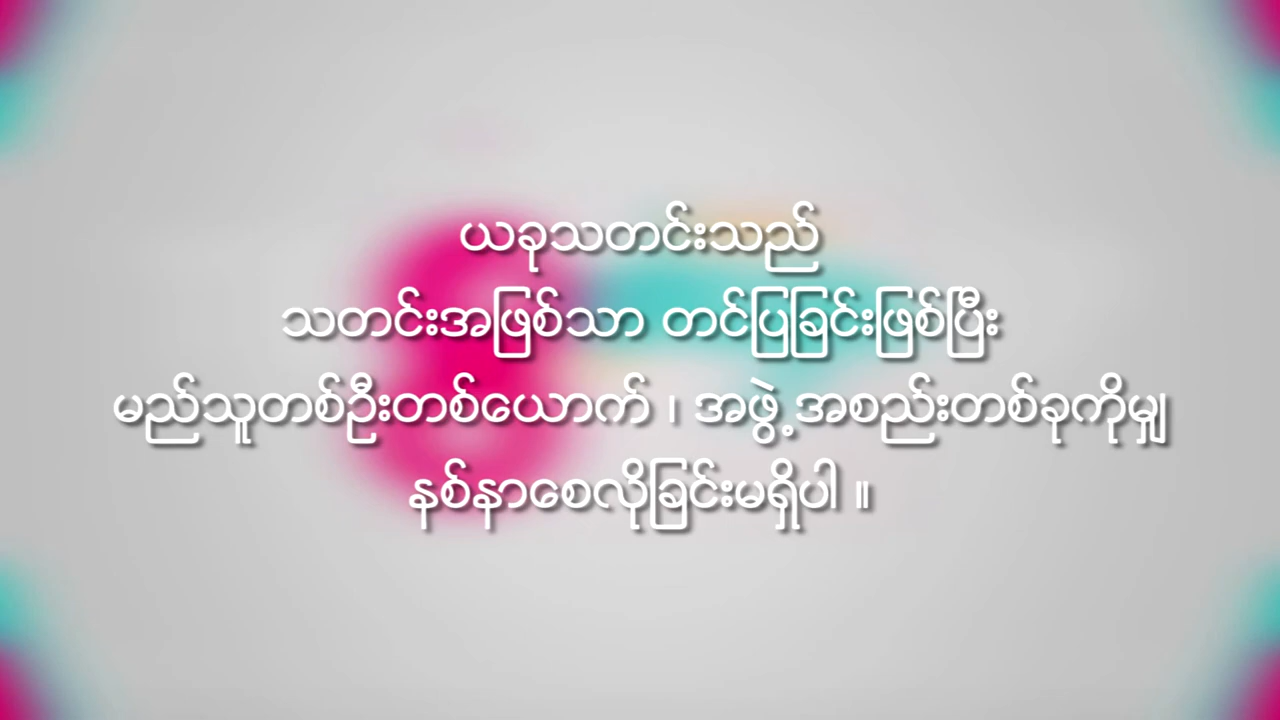 ယခုသတင်းသည်
သတင်းအဖြစ်သာ တင်ပြခြင်းဖြစ်ပြီး
မည်သူတစ်ဦးတစ်ယောက် ၊ အဖွဲ့အစည်းတစ်ခုကိုမျှ
နစ်နာစေလိုခြင်းမရှိပါ ။